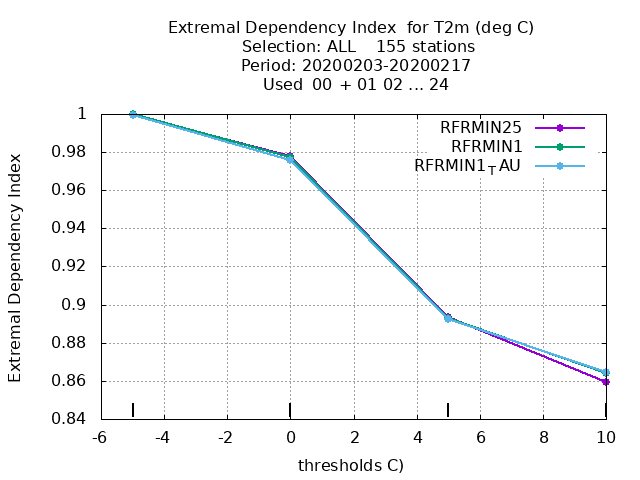 Extremal Dependency Index for T2m (deg C)
Selection: ALL 155 stations
Period: 20200203-20200217
Used 00 + 01 02 ... 24
RFRMIN25
RFRMIN1
RFRMIN1TAU
Extremal Dependency Index
1
0.98
0.96
0.94
0.92
0.9
0.88
0.86
0.84
-6 -4 -2 0 2 4 6 8 10
thresholds C)